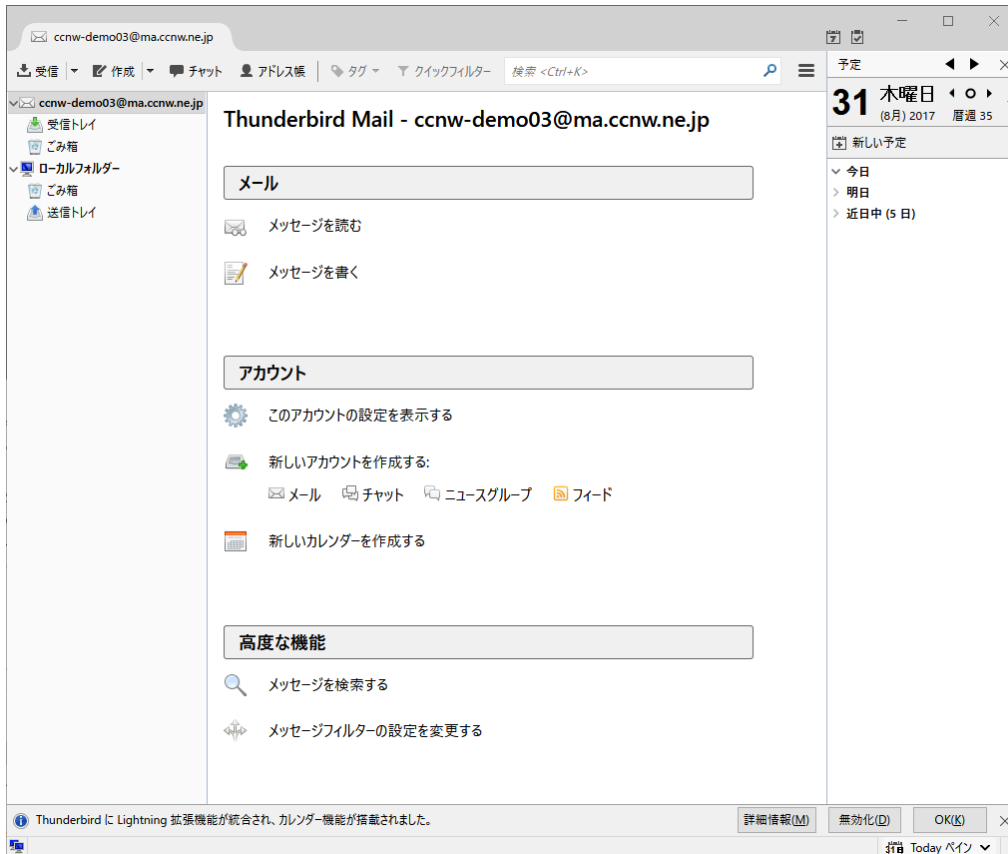 ccnw-demo03@ma.ccnw.ne.jp
受信 作成 チャット アドレス帳 タグ クイックフィルター 検索 <Ctrl+K>
ccnw-demo03@ma.ccnw.ne.jp
受信トレイ
ごみ箱
ローカルフォルダー
ごみ箱
送信トレイ
Thunderbird Mail - ccnw-demo03@ma.ccnw.ne.jp
メール
メッセージを読む
メッセージを書く
アカウント
このアカウントの設定を表示する
新しいアカウントを作成する:
メール チャット ニュースグループ フィード
新しいカレンダーを作成する
高度な機能
メッセージを検索する
メッセージフィルターの設定を変更する
予定
31 木曜日
(8月) 2017 暦週 35
新しい予定
今日
明日
近日中 (5 日)
Thunderbird に Lightning 拡張機能が統合され、カレンダー機能が搭載されました。 詳細情報(M) 無効化(D) OK(K)
Today ペイン